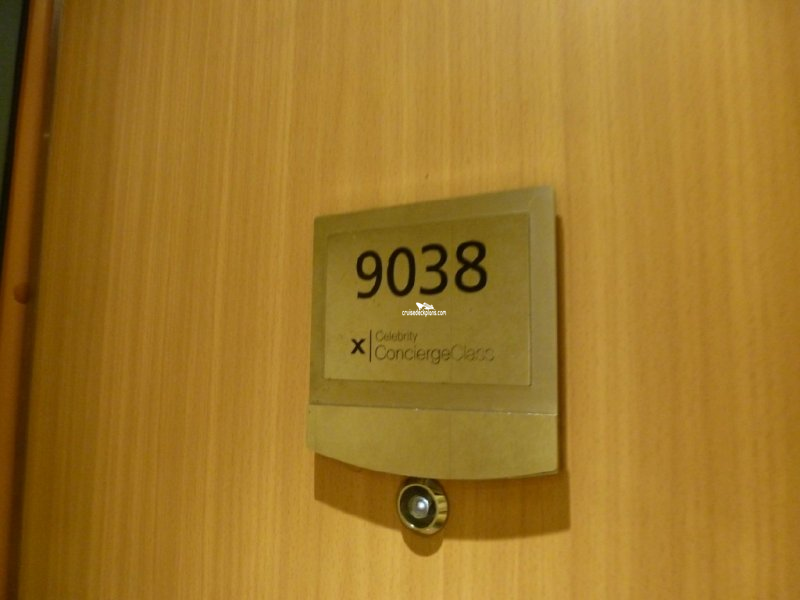 9038
cruisedeckplans.com
X Celebrity
ConciergeClass